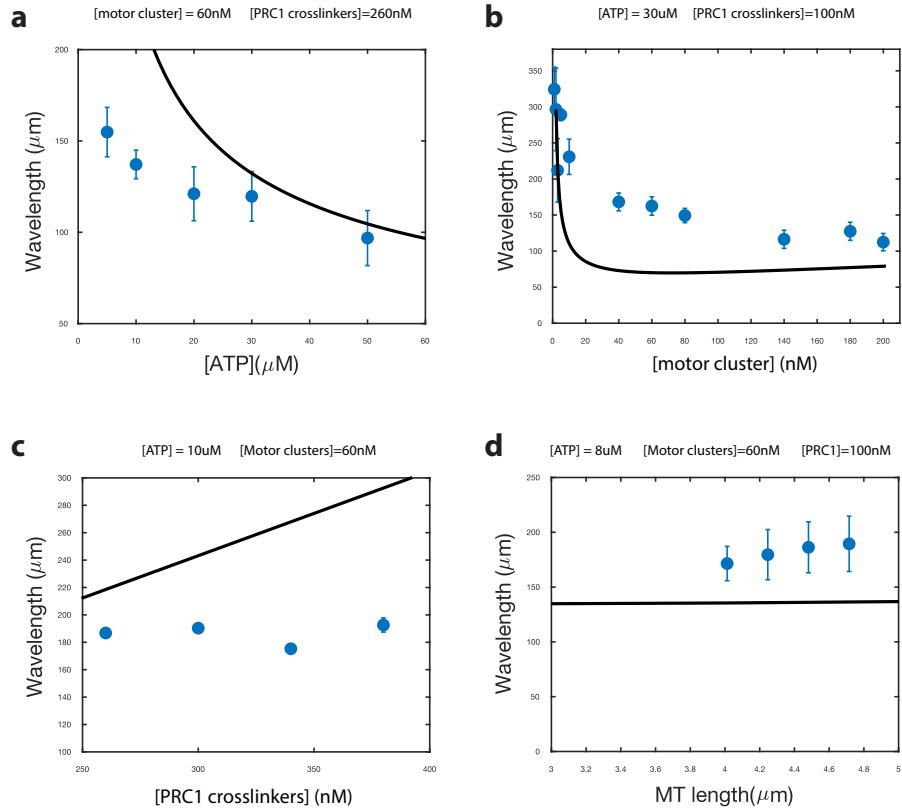 a
[motor cluster] = 60nM [PRC1 crosslinkers]=260nM
200
150
100
50
0 10 20 30 40 50 60
Wavelength (μm)
[ATP](μM)
b
[ATP] = 30uM [PRC1 crosslinkers]=100nM
400
350
300
250
200
150
100
50
0
0 20 40 60 80 100 120 140 160 180 200
Wavelength (μm)
[motor cluster] (nM)
c
[ATP] = 10uM [Motor clusters]=60nM
300
280
260
240
220
200
180
160
140
120
100
250 300 350 400
Wavelength (μm)
[PRC1 crosslinkers] (nM)
d
[ATP] = 8uM [Motor clusters]=60nM [PRC1]=100nM
250
200
150
100
50
0
3 3.2 3.4 3.6 3.8 4 4.2 4.4 4.6 4.8 5
Wavelength (μm)
MT length(μm)